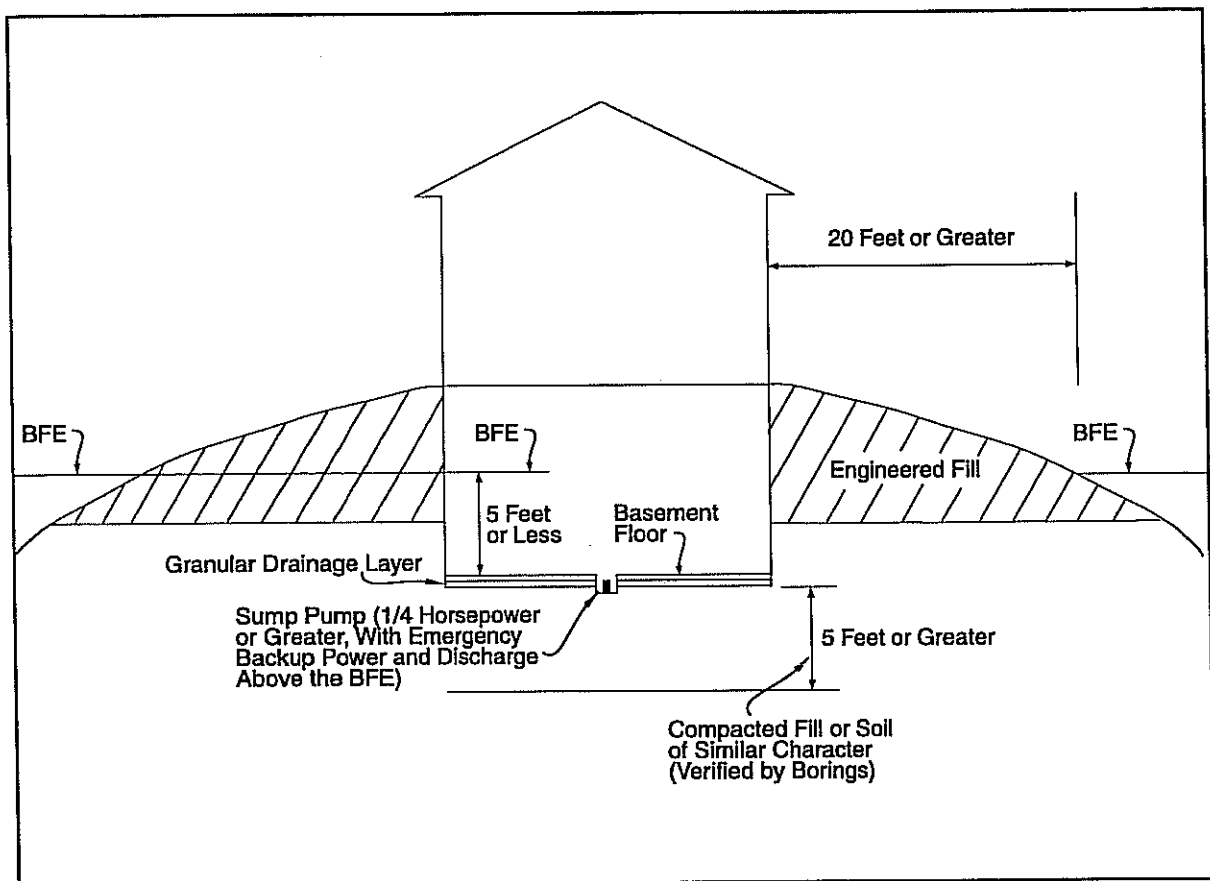 20 Feet or Greater
BFE
BFE
BFE
Engineered Fill
5 Feet
or Less
Basement
Floor
Granular Drainage Layer
Sump Pump (1/4 Horsepower
or Greater, With Emergency
Backup Power and Discharge
Above the BFE)
5 Feet or Greater
Compacted Fill or Soil
of Similar Character
(Verified by Borings)